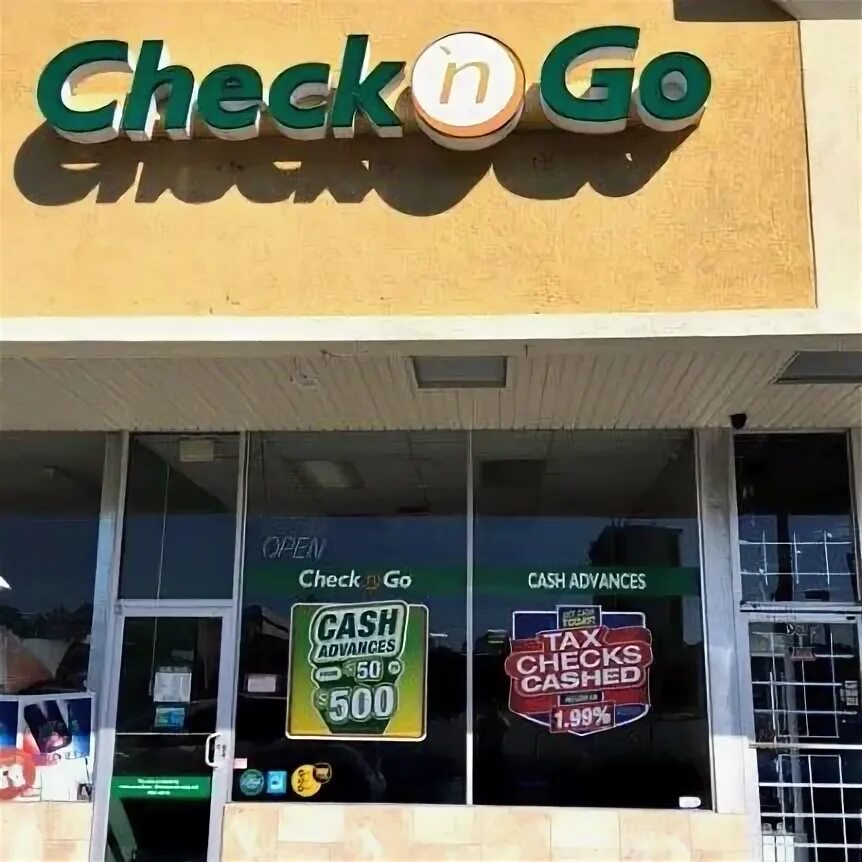 Check 'n Go
OPEN
Check 'n Go
CASH ADVANCES
CASH
ADVANCES
$50
$500
TAX
CHECKS
CASHED
1.99%